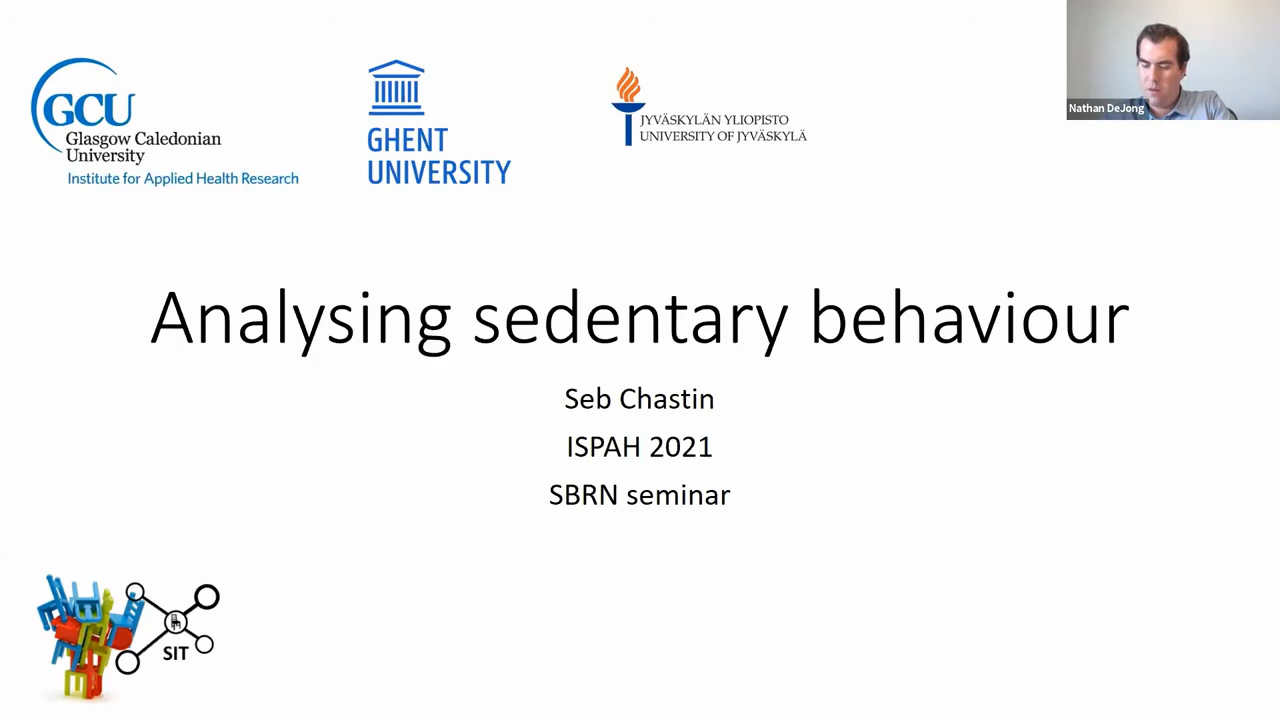 GCU
Glasgow Caledonian
University
Institute for Applied Health Research
GHENT
UNIVERSITY
JYVÄSKYLÄN YLIOPISTO
UNIVERSITY OF JYVÄSKYLÄ
Nathan DeJong
Analysing sedentary behaviour
Seb Chastin
ISPAH 2021
SBRN seminar
SIT